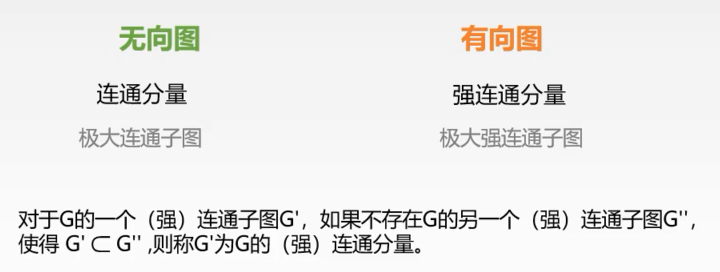 无向图 有向图
连通分量 强连通分量
极大连通子图 极大强连通子图
对于G的一个（强）连通子图G'，如果不存在G的另一个（强）连通子图G''，
使得 G' ⊂ G'' ,则称G'为G的（强）连通分量。